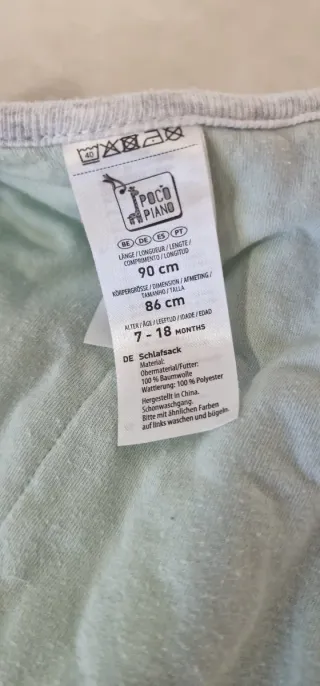 40
POCO
PIANO
BE DE ES PT
LÄNGE / LONGUEUR / LENGTE /
COMPRIMENTO / LONGITUD
90 cm
KÖRPERGRÖSSE / DIMENSION / AFMETING /
TAMANHO / TALLA
86 cm
ALTER / ÂGE / LEEFTIJD / IDADE / EDAD
7 - 18 MONTHS
DE Schlafsack
Material:
Obermaterial/Futter:
100 % Baumwolle
Wattierung: 100 % Polyester
Hergestellt in China.
Schonwaschgang.
Bitte mit ähnlichen Farben
auf links waschen und bügeln.